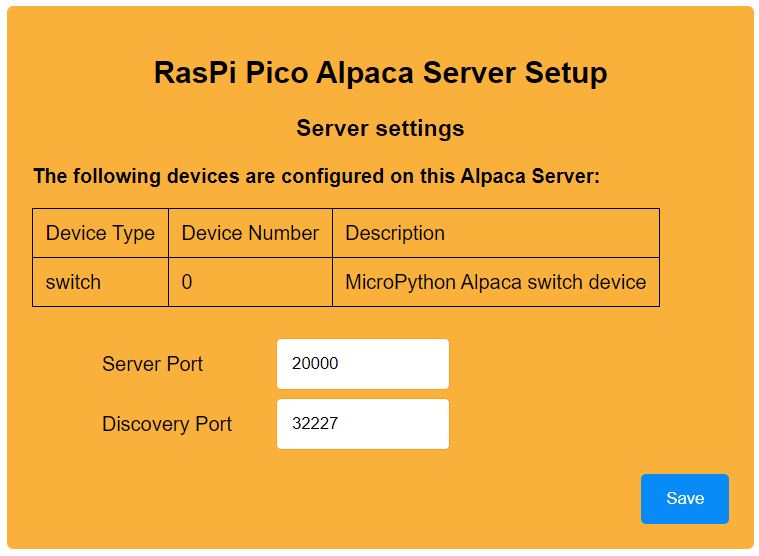 RasPi Pico Alpaca Server Setup
Server settings
The following devices are configured on this Alpaca Server:
Device Type Device Number Description
switch 0 MicroPython Alpaca switch device
Server Port 20000
Discovery Port 32227
Save